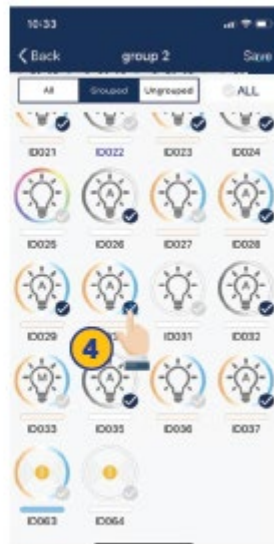 10:33
Back group 2 Save
All Grouped Ungrouped ALL
ID021 ID022 ID023 ID024
ID025 ID026 ID027 ID028
ID029 ID031 ID032
4
ID033 ID035 ID036 ID037
ID063 ID064